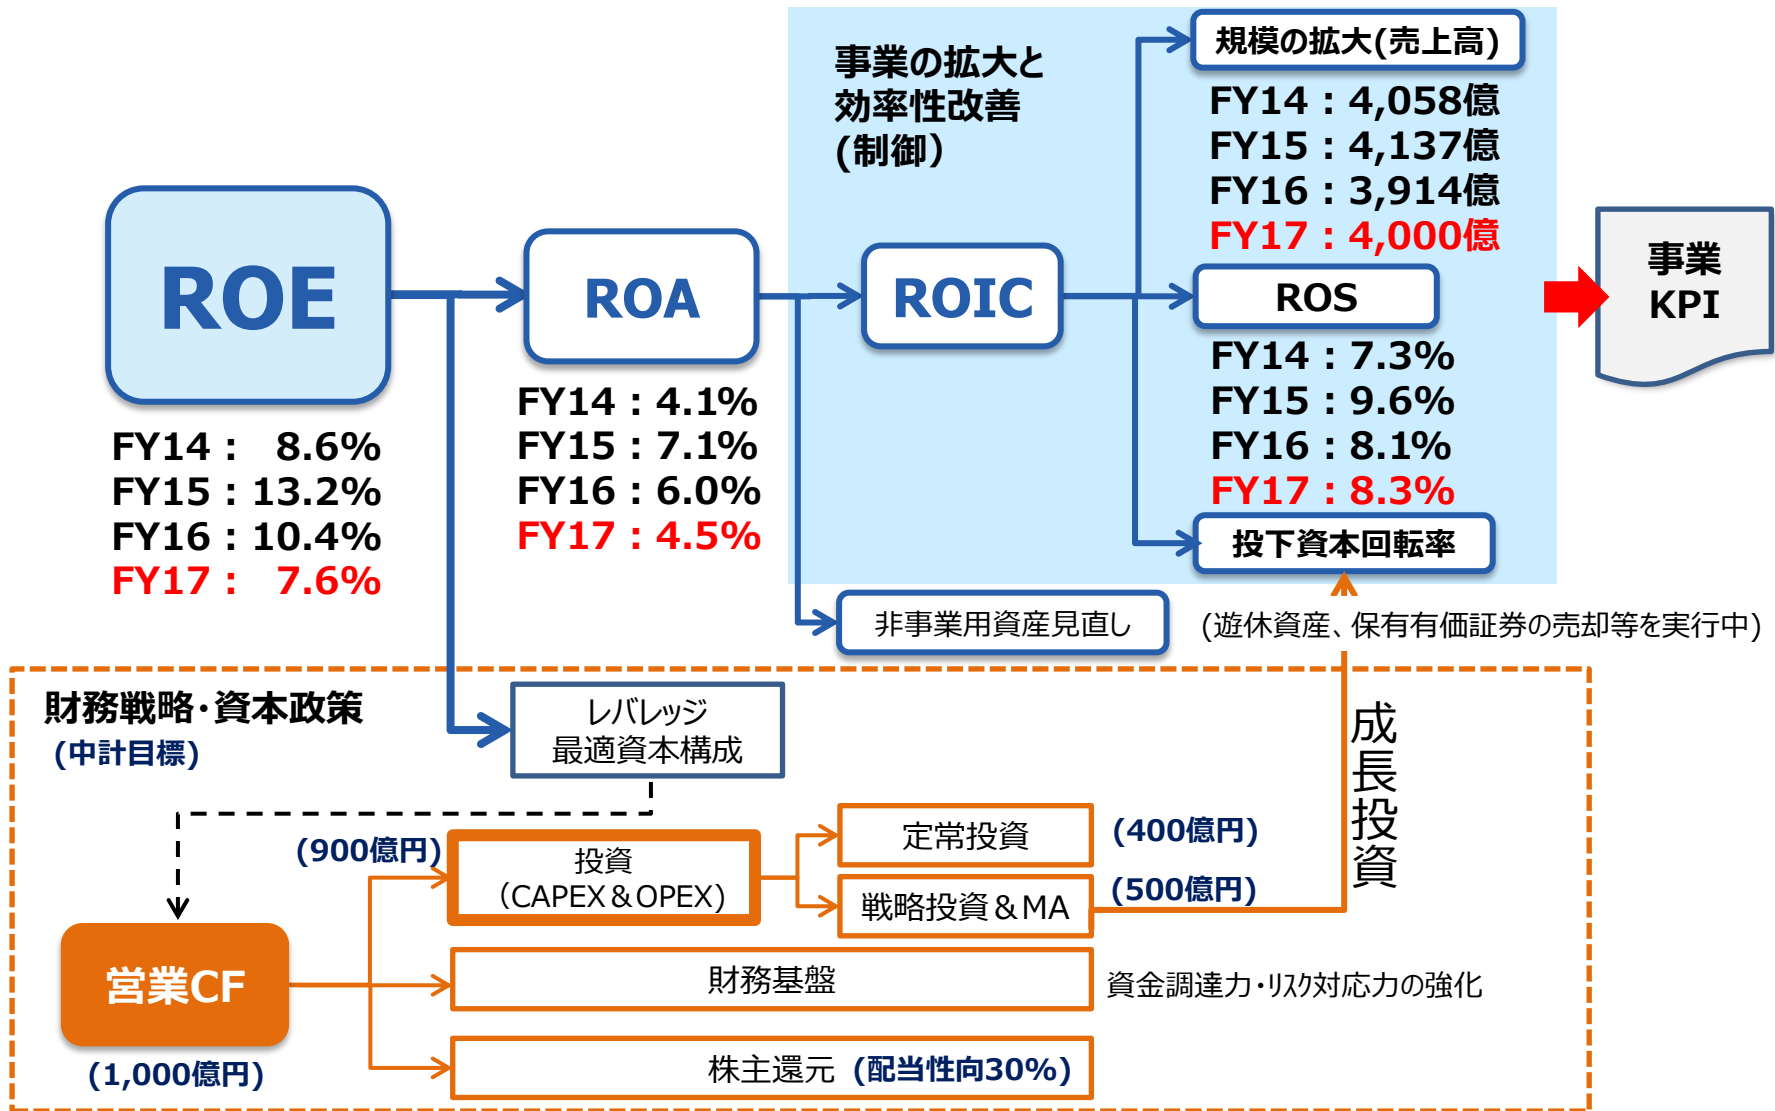 事業の拡大と
効率性改善
(制御）
規模の拡大(売上高)
FY14：4,058億
FY15：4,137億
FY16：3,914億
FY17：4,000億
ROE
FY14： 8.6%
FY15：13.2%
FY16：10.4%
FY17： 7.6%
ROA
FY14：4.1%
FY15：7.1%
FY16：6.0%
FY17：4.5%
ROIC
ROS
FY14：7.3%
FY15：9.6%
FY16：8.1%
FY17：8.3%
事業
KPI
投下資本回転率
非事業用資産見直し
(遊休資産、保有有価証券の売却等を実行中)
財務戦略・資本政策
(中計目標)
レバレッジ
最適資本構成
成長投資
(900億円)
投資
（CAPEX＆OPEX)
定常投資
(400億円)
戦略投資＆MA
(500億円)
営業CF
(1,000億円)
財務基盤
資金調達力・ﾘｽｸ対応力の強化
株主還元 (配当性向30%)